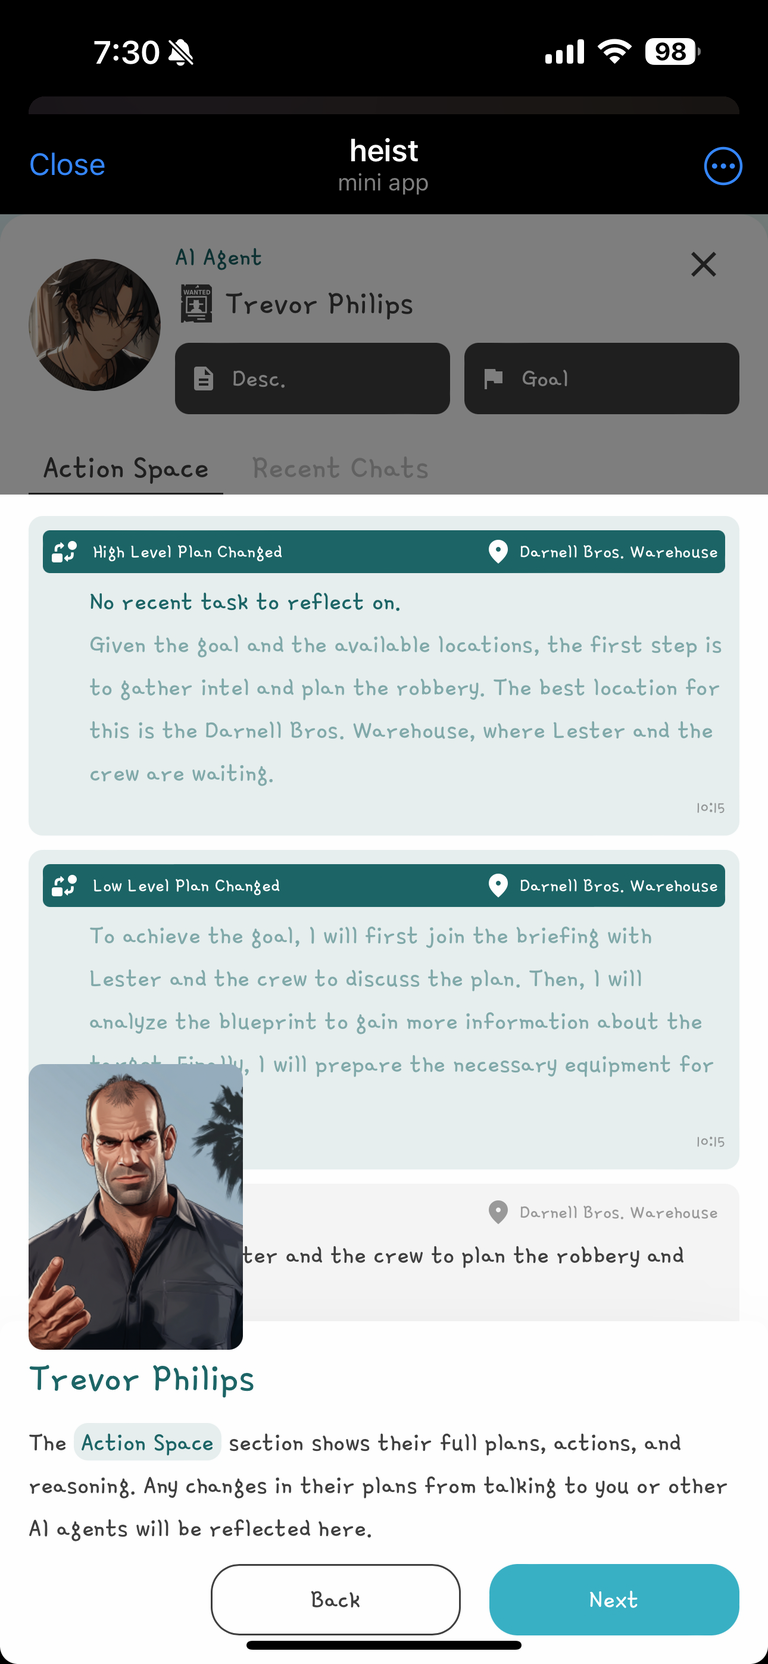 7:30
98
Close
heist
mini app
AI Agent
WANTED
Trevor Philips
Desc.
Goal
Action Space
Recent Chats
High Level Plan Changed
Darnell Bros. Warehouse
No recent task to reflect on.
Given the goal and the available locations, the first step is
to gather intel and plan the robbery. The best location for
this is the Darnell Bros. Warehouse, where Lester and the
crew are waiting.
10:15
Low Level Plan Changed
Darnell Bros. Warehouse
To achieve the goal, I will first join the briefing with
Lester and the crew to discuss the plan. Then, I will
analyze the blueprint to gain more information about the
target. Finally, I will prepare the necessary equipment for
10:15
Darnell Bros. Warehouse
ter and the crew to plan the robbery and
Trevor Philips
The Action Space section shows their full plans, actions, and
reasoning. Any changes in their plans from talking to you or other
AI agents will be reflected here.
Back
Next